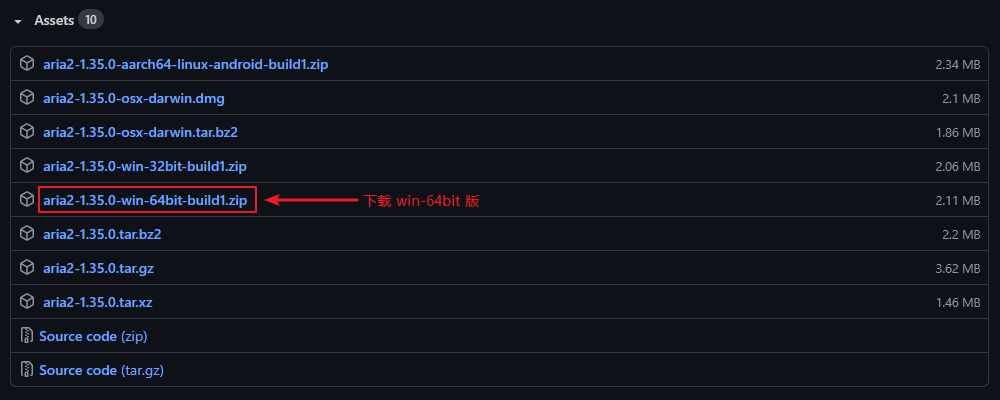 Assets 10
aria2-1.35.0-aarch64-linux-android-build1.zip 2.34 MB
aria2-1.35.0-osx-darwin.dmg 2.1 MB
aria2-1.35.0-osx-darwin.tar.bz2 1.86 MB
aria2-1.35.0-win-32bit-build1.zip 2.06 MB
aria2-1.35.0-win-64bit-build1.zip 下载 win-64bit 版 2.11 MB
aria2-1.35.0.tar.bz2 2.2 MB
aria2-1.35.0.tar.gz 3.62 MB
aria2-1.35.0.tar.xz 1.46 MB
Source code (zip)
Source code (tar.gz)